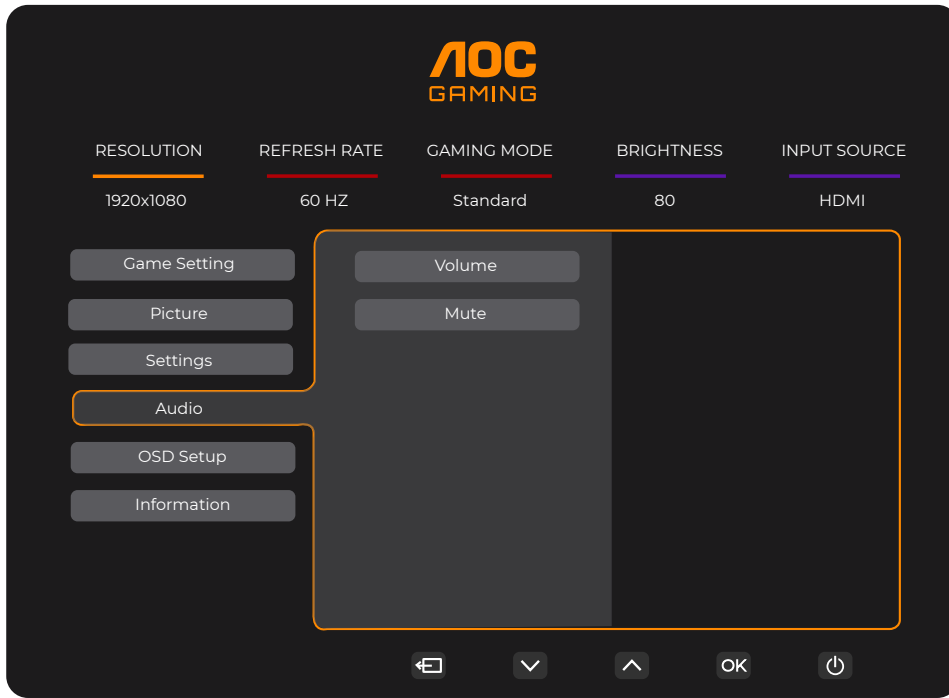 AOC
GAMING
RESOLUTION REFRESH RATE GAMING MODE BRIGHTNESS INPUT SOURCE
1920x1080 60 HZ Standard 80 HDMI
Game Setting
Volume
Picture
Mute
Settings
Audio
OSD Setup
Information
OK